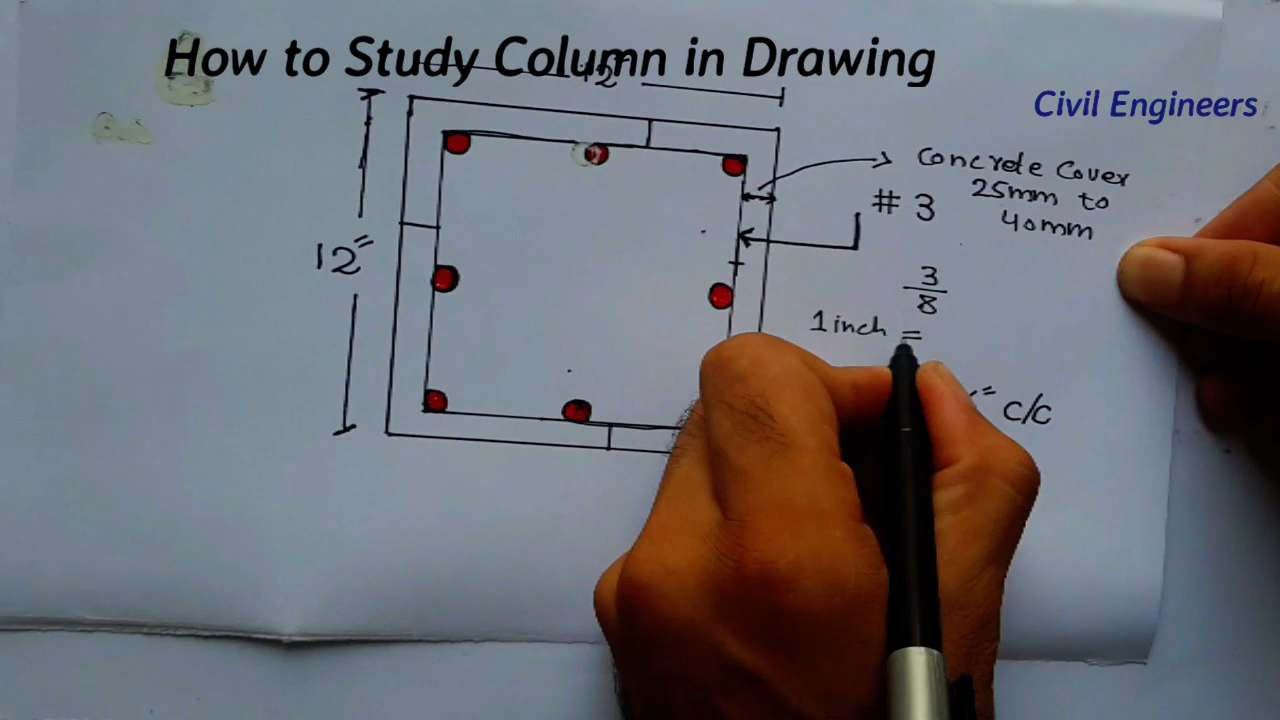 How to Study Column in Drawing
12"
Civil Engineers
Concrete Cover
25mm to
40mm
# 3
12"
3
8
1 inch =
" c/c